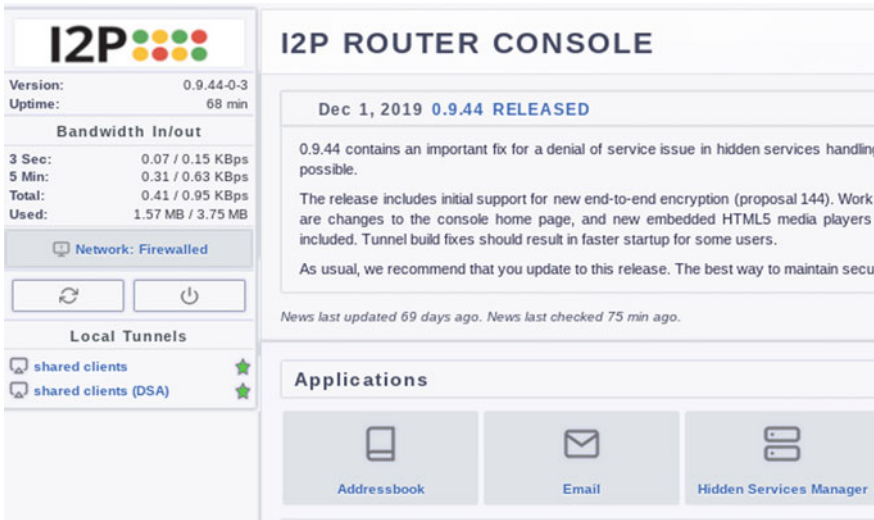 I2P
Version: 0.9.44-0-3
Uptime: 68 min
Bandwidth In/out
3 Sec: 0.07 / 0.15 KBps
5 Min: 0.31 / 0.63 KBps
Total: 0.41 / 0.95 KBps
Used: 1.57 MB / 3.75 MB
Network: Firewalled
Local Tunnels
shared clients
shared clients (DSA)
I2P ROUTER CONSOLE
Dec 1, 2019 0.9.44 RELEASED
0.9.44 contains an important fix for a denial of service issue in hidden services handling
possible.
The release includes initial support for new end-to-end encryption (proposal 144). Work
are changes to the console home page, and new embedded HTML5 media players
included. Tunnel build fixes should result in faster startup for some users.
As usual, we recommend that you update to this release. The best way to maintain secu
News last updated 69 days ago. News last checked 75 min ago.
Applications
Addressbook
Email
Hidden Services Manager